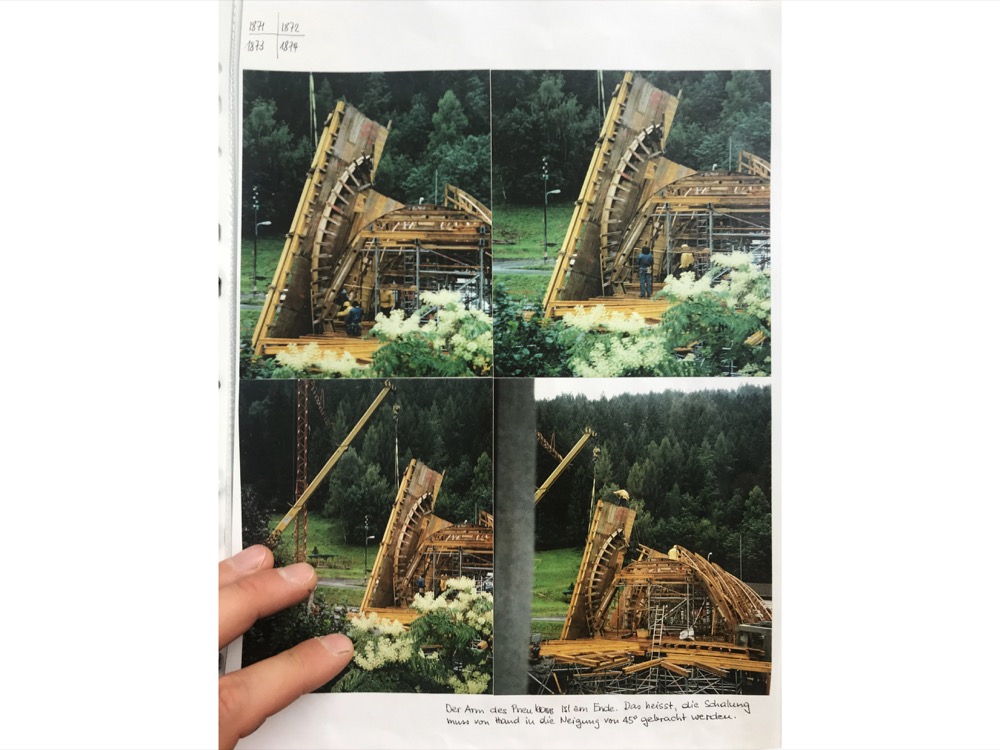 1871 | 1872
1873 | 1874
Der Arm des Pneu krans ist am Ende. Das heisst, die Schalung
muss von Hand in die Neigung von 45° gebracht werden.